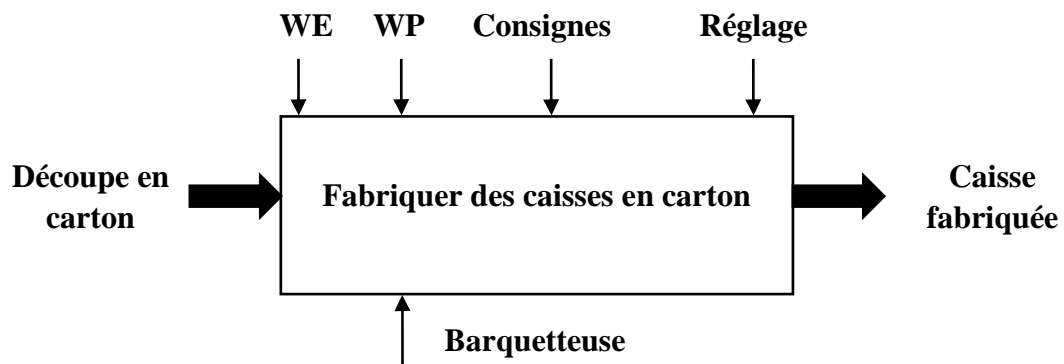 WE WP Consignes Réglage
Découpe en
carton
Fabriquer des caisses en carton
Caisse
fabriquée
Barquetteuse